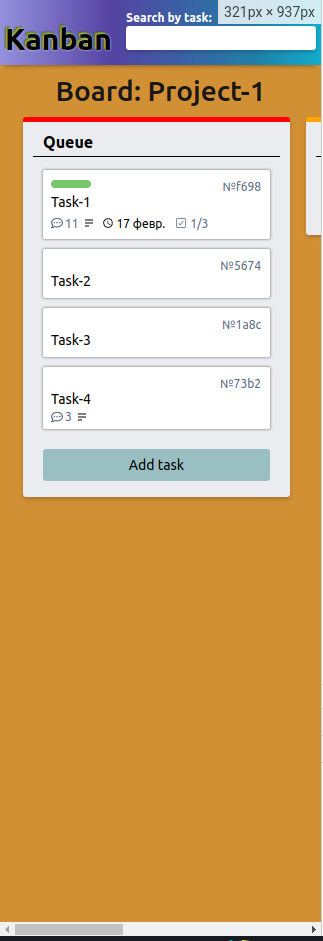 321px × 937px
Search by task:
Kanban
Board: Project-1
Queue
№f698
Task-1
11 17 февр. 1/3
№5674
Task-2
№1a8c
Task-3
№73b2
Task-4
3
Add task